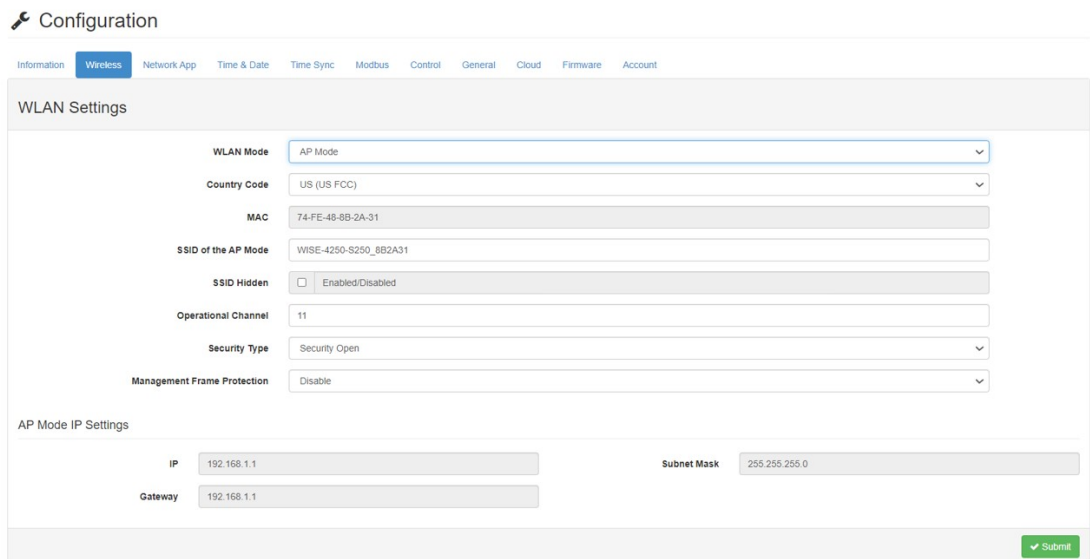 Configuration
Information Wireless Network App Time & Date Time Sync Modbus Control General Cloud Firmware Account
WLAN Settings
WLAN Mode AP Mode
Country Code US (US FCC)
MAC 74-FE-48-8B-2A-31
SSID of the AP Mode WISE-4250-S250_8B2A31
SSID Hidden Enabled/Disabled
Operational Channel 11
Security Type Security Open
Management Frame Protection Disable
AP Mode IP Settings
IP 192.168.1.1 Subnet Mask 255.255.255.0
Gateway 192.168.1.1
Submit